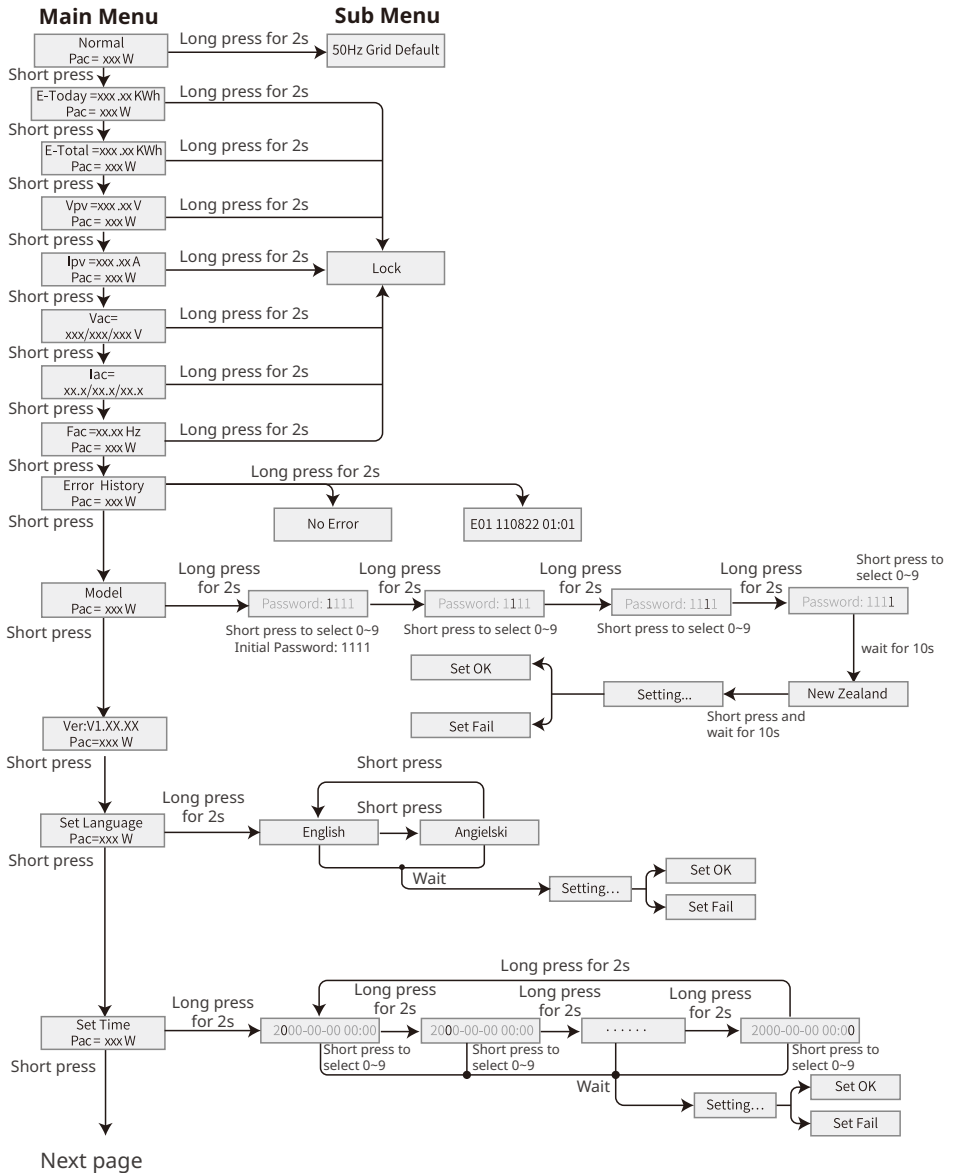 Main Menu
Sub Menu
Normal
Pac= xxx W
Long press for 2s
50Hz Grid Default
Short press
E-Today =xxx.xx KWh
Pac= xxx W
Long press for 2s
Short press
E-Total =xxx.xx KWh
Pac= xxx W
Long press for 2s
Short press
Vpv =xxx.xx V
Pac= xxx W
Long press for 2s
Short press
Ipv =xxx.xx A
Pac= xxx W
Long press for 2s
Lock
Short press
Vac=
xxx/xxx/xxx V
Long press for 2s
Short press
Iac=
xx.x/xx.x/xx.x
Long press for 2s
Short press
Fac=xx.xx Hz
Pac= xxx W
Long press for 2s
Short press
Error History
Pac= xxx W
Long press for 2s
No Error
E01 110822 01:01
Short press
Model
Pac= xxx W
Long press
for 2s
Password: 1111
Short press to select 0~9
Initial Password: 1111
Long press
for 2s
Password: 1111
Short press to select 0~9
Long press
for 2s
Password: 1111
Short press to select 0~9
Long press
for 2s
Short press to
select 0~9
Password: 1111
wait for 10s
New Zealand
Short press and
wait for 10s
Setting...
Set OK
Set Fail
Short press
Ver:V1.XX.XX
Pac=xxx W
Short press
Set Language
Pac=xxx W
Long press
for 2s
Short press
English
Short press
Angielski
Wait
Setting...
Set OK
Set Fail
Short press
Set Time
Pac= xxx W
Long press
for 2s
Long press for 2s
2000-00-00 00:00
Short press to
select 0~9
Long press
for 2s
2000-00-00 00:00
Short press to
select 0~9
Long press
for 2s
......
Long press
for 2s
2000-00-00 00:00
Short press to
select 0~9
Wait
Setting...
Set OK
Set Fail
Short press
Next page